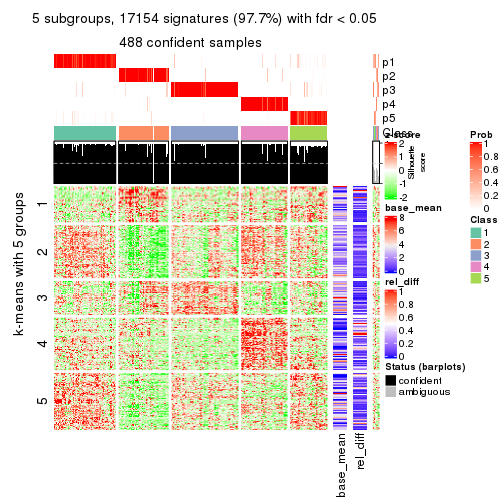 5 subgroups, 17154 signatures (97.7%) with fdr < 0.05
488 confident samples
p1
p2
p3
p4
p5
Class
Silhouette
score
k-means with 5 groups
1
2
3
4
5
base_mean
rel_diff
z-score
2
1
0
-1
-2
base_mean
8
6
4
2
0
rel_diff
1
0.8
0.6
0.4
0.2
0
Status (barplots)
confident
ambiguous
Prob
1
0.8
0.6
0.4
0.2
0
Class
1
2
3
4
5